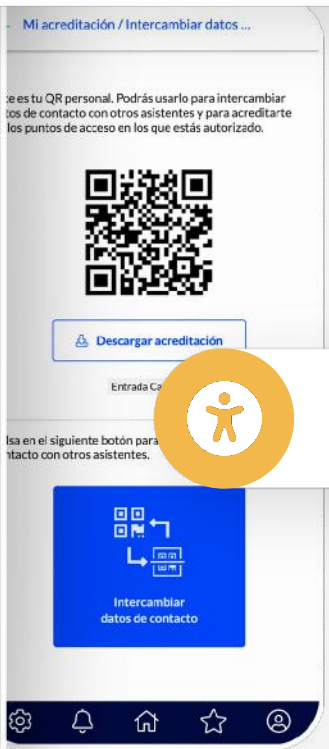 Mi acreditación / Intercambiar datos ...
te es tu QR personal. Podrás usarlo para intercambiar
tos de contacto con otros asistentes y para acreditarte
los puntos de acceso en los que estás autorizado.
Descargar acreditación
Entrada Ca
lsa en el siguiente botón para
ntacto con otros asistentes.
Intercambiar
datos de contacto